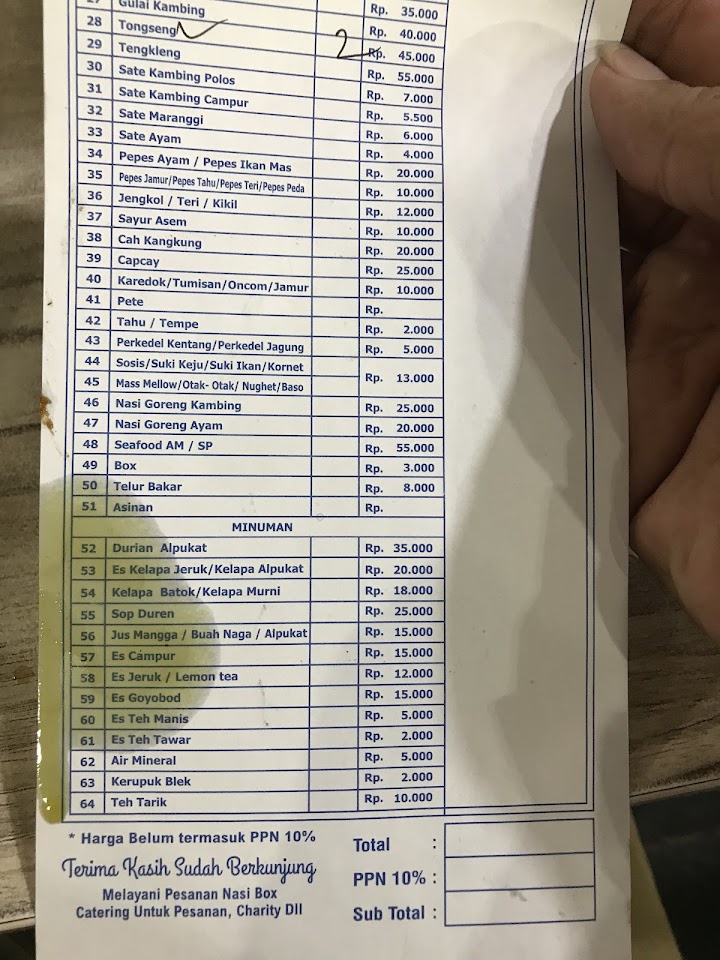 Rp. 35.000
27 Gulai Kambing Rp. 40.000
28 Tongseng 2 Rp. 45.000
29 Tengkleng Rp. 55.000
30 Sate Kambing Polos Rp. 7.000
31 Sate Kambing Campur Rp. 5.500
32 Sate Maranggi Rp. 6.000
33 Sate Ayam Rp. 4.000
34 Pepes Ayam / Pepes Ikan Mas Rp. 20.000
35 Pepes Jamur/Pepes Tahu/Pepes Teri/Pepes Peda Rp. 10.000
36 Jengkol / Teri / Kikil Rp. 12.000
37 Sayur Asem Rp. 10.000
38 Cah Kangkung Rp. 20.000
39 Capcay Rp. 25.000
40 Karedok/Tumisan/Oncom/Jamur Rp. 10.000
41 Pete Rp.
42 Tahu / Tempe Rp. 2.000
43 Perkedel Kentang/Perkedel Jagung Rp. 5.000
44 Sosis/Suki Keju/Suki Ikan/Kornet
45 Mass Mellow/Otak- Otak/ Nughet/Baso Rp. 13.000
46 Nasi Goreng Kambing Rp. 25.000
47 Nasi Goreng Ayam Rp. 20.000
48 Seafood AM / SP Rp. 55.000
49 Box Rp. 3.000
50 Telur Bakar Rp. 8.000
51 Asinan Rp.
MINUMAN
52 Durian Alpukat Rp. 35.000
53 Es Kelapa Jeruk/Kelapa Alpukat Rp. 20.000
54 Kelapa Batok/Kelapa Murni Rp. 18.000
55 Sop Duren Rp. 25.000
56 Jus Mangga / Buah Naga / Alpukat Rp. 15.000
57 Es Campur Rp. 15.000
58 Es Jeruk / Lemon tea Rp. 12.000
59 Es Goyobod Rp. 15.000
60 Es Teh Manis Rp. 5.000
61 Es Teh Tawar Rp. 2.000
62 Air Mineral Rp. 5.000
63 Kerupuk Blek Rp. 2.000
64 Teh Tarik Rp. 10.000
* Harga Belum termasuk PPN 10%
Terima Kasih Sudah Berkunjung
Melayani Pesanan Nasi Box
Catering Untuk Pesanan, Charity Dll
Total :
PPN 10% :
Sub Total :